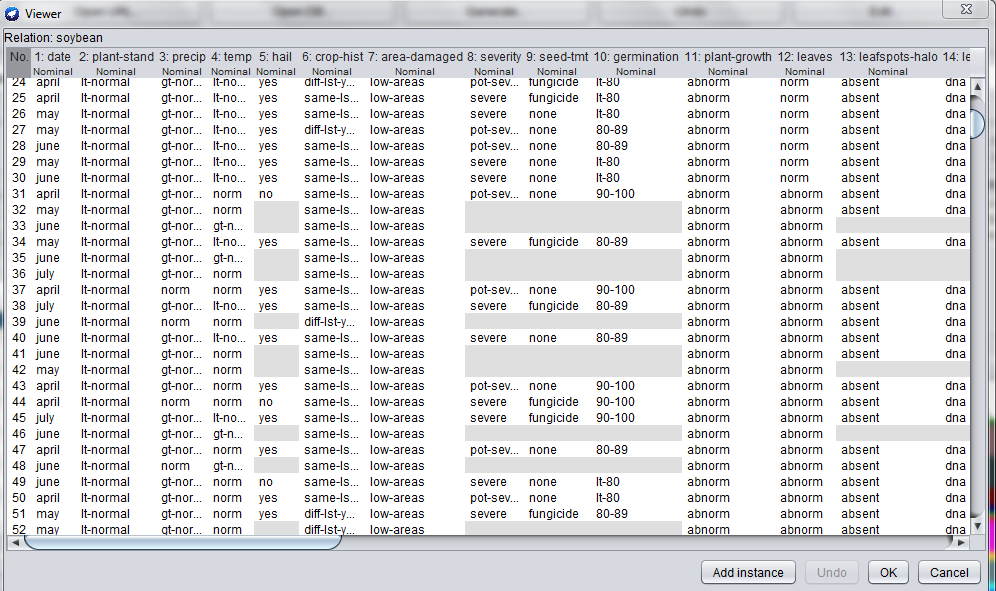 Viewer
Relation: soybean
No. 1: date 2: plant-stand 3: precip 4: temp 5: hail 6: crop-hist 7: area-damaged 8: severity 9: seed-tmt 10: germination 11: plant-growth 12: leaves 13: leafspots-halo 14: le
Nominal Nominal Nominal Nominal Nominal Nominal Nominal Nominal Nominal Nominal Nominal Nominal Nominal
24 april lt-normal gt-nor... lt-no... yes diff-lst-y... low-areas pot-sev... fungicide lt-80 abnorm norm absent dna
25 april lt-normal gt-nor... lt-no... yes same-ls... low-areas severe fungicide lt-80 abnorm norm absent dna
26 may lt-normal gt-nor... lt-no... yes same-ls... low-areas severe none lt-80 abnorm norm absent dna
27 may lt-normal gt-nor... lt-no... yes diff-lst-y... low-areas pot-sev... none 80-89 abnorm norm absent dna
28 june lt-normal gt-nor... lt-no... yes same-ls... low-areas pot-sev... none 80-89 abnorm norm absent dna
29 may lt-normal gt-nor... lt-no... yes same-ls... low-areas severe none lt-80 abnorm norm absent dna
30 june lt-normal gt-nor... lt-no... yes same-ls... low-areas severe none lt-80 abnorm norm absent dna
31 april lt-normal gt-nor... norm no same-ls... low-areas pot-sev... none 90-100 abnorm abnorm absent dna
32 may lt-normal gt-nor... norm same-ls... low-areas abnorm abnorm absent dna
33 june lt-normal gt-nor... gt-n... same-ls... low-areas abnorm abnorm
34 may lt-normal gt-nor... lt-no... yes same-ls... low-areas severe fungicide 80-89 abnorm abnorm absent dna
35 june lt-normal gt-nor... gt-n... same-ls... low-areas abnorm abnorm
36 july lt-normal gt-nor... norm same-ls... low-areas abnorm abnorm
37 april lt-normal norm norm yes same-ls... low-areas pot-sev... none 90-100 abnorm abnorm absent dna
38 july lt-normal gt-nor... lt-no... yes same-ls... low-areas severe fungicide 80-89 abnorm abnorm absent dna
39 june lt-normal norm norm diff-lst-y... low-areas abnorm abnorm absent dna
40 june lt-normal gt-nor... lt-no... yes same-ls... low-areas severe none 80-89 abnorm abnorm absent dna
41 june lt-normal gt-nor... norm same-ls... low-areas abnorm abnorm absent dna
42 may lt-normal gt-nor... norm same-ls... low-areas abnorm abnorm
43 april lt-normal gt-nor... norm yes same-ls... low-areas pot-sev... none 90-100 abnorm abnorm absent dna
44 april lt-normal norm norm no same-ls... low-areas severe fungicide 90-100 abnorm abnorm absent dna
45 july lt-normal gt-nor... lt-no... yes same-ls... low-areas severe fungicide 90-100 abnorm abnorm absent dna
46 june lt-normal gt-nor... gt-n... same-ls... low-areas abnorm abnorm
47 april lt-normal gt-nor... norm yes same-ls... low-areas pot-sev... none 80-89 abnorm abnorm absent dna
48 june lt-normal norm gt-n... same-ls... low-areas abnorm abnorm absent dna
49 june lt-normal gt-nor... norm no same-ls... low-areas severe none lt-80 abnorm abnorm absent dna
50 april lt-normal gt-nor... norm yes same-ls... low-areas pot-sev... none lt-80 abnorm abnorm absent dna
51 may lt-normal gt-nor... norm yes diff-lst-y... low-areas severe fungicide 80-89 abnorm abnorm absent dna
52 may lt-normal gt-nor... norm diff-lst-y... low-areas abnorm abnorm absent dna
Add instance Undo OK Cancel